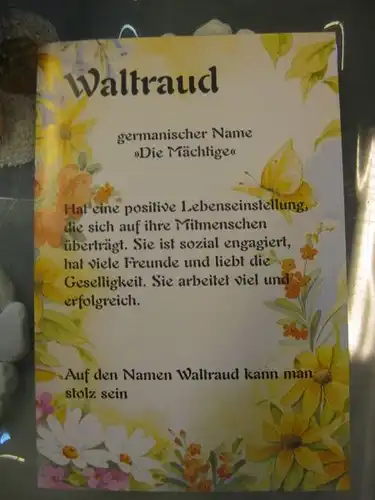 Waltraud
germanischer Name
»Die Mächtige«
Hat eine positive Lebenseinstellung,
die sich auf ihre Mitmenschen
überträgt. Sie ist sozial engagiert,
hat viele Freunde und liebt die
Geselligkeit. Sie arbeitet viel und
erfolgreich.
Auf den Namen Waltraud kann man
stolz sein